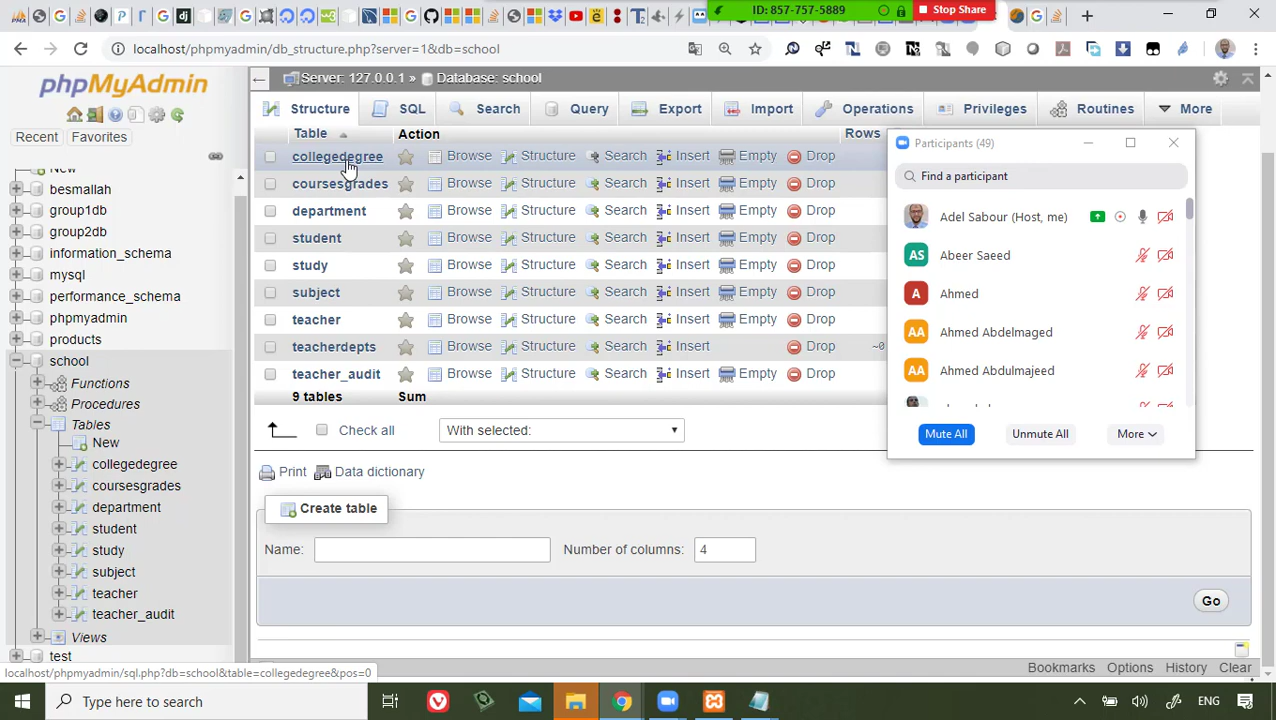 ID: 857-757-5889
Stop Share
localhost/phpmyadmin/db_structure.php?server=1&db=school
phpMyAdmin
Recent
Favorites
New
besmallah
group1db
group2db
information_schema
mysql
performance_schema
phpmyadmin
products
school
Functions
Procedures
Tables
New
collegedegree
coursesgrades
department
student
study
subject
teacher
teacher_audit
Views
test
Server: 127.0.0.1 » Database: school
Structure SQL Search Query Export Import Operations Privileges Routines More
Table Action Rows
collegedegree Browse Structure Search Insert Empty Drop
coursesgrades Browse Structure Search Insert Empty Drop
department Browse Structure Search Insert Empty Drop
student Browse Structure Search Insert Empty Drop
study Browse Structure Search Insert Empty Drop
subject Browse Structure Search Insert Empty Drop
teacher Browse Structure Search Insert Empty Drop
teacherdepts Browse Structure Search Insert Drop ~0
teacher_audit Browse Structure Search Insert Empty Drop
9 tables Sum
Check all With selected:
Print Data dictionary
Create table
Name: Number of columns: 4
Go
Participants (49)
Find a participant
Adel Sabour (Host, me)
AS Abeer Saeed
A Ahmed
AA Ahmed Abdelmaged
AA Ahmed Abdulmajeed
Mute All Unmute All More
localhost/phpmyadmin/sql.php?db=school&table=collegedegree&pos=0
Bookmarks Options History Clear
Type here to search
ENG